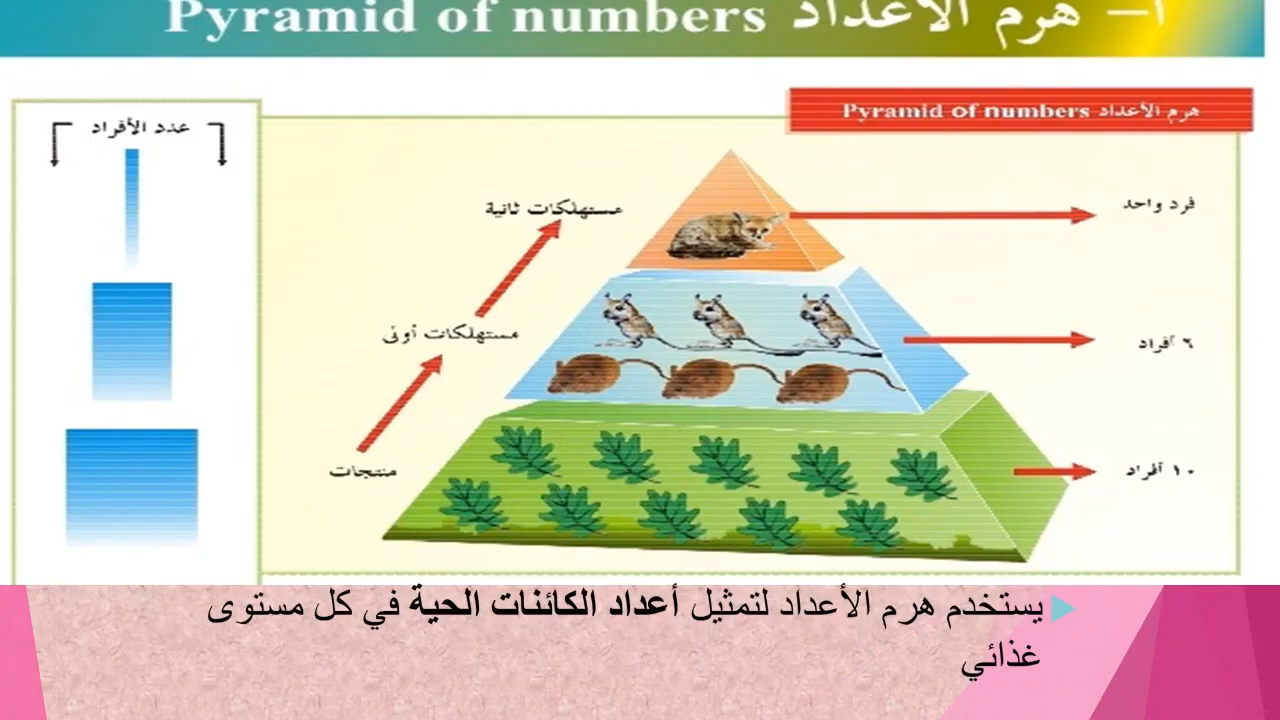 أ– هرم الأعداد Pyramid of numbers
هرم الأعداد Pyramid of numbers
عدد الأفراد
مستهلكات ثانية
فرد واحد
مستهلكات أولى
٦ أفراد
منتجات
١٠ أفراد
يستخدم هرم الأعداد لتمثيل أعداد الكائنات الحية في كل مستوى
غذائي